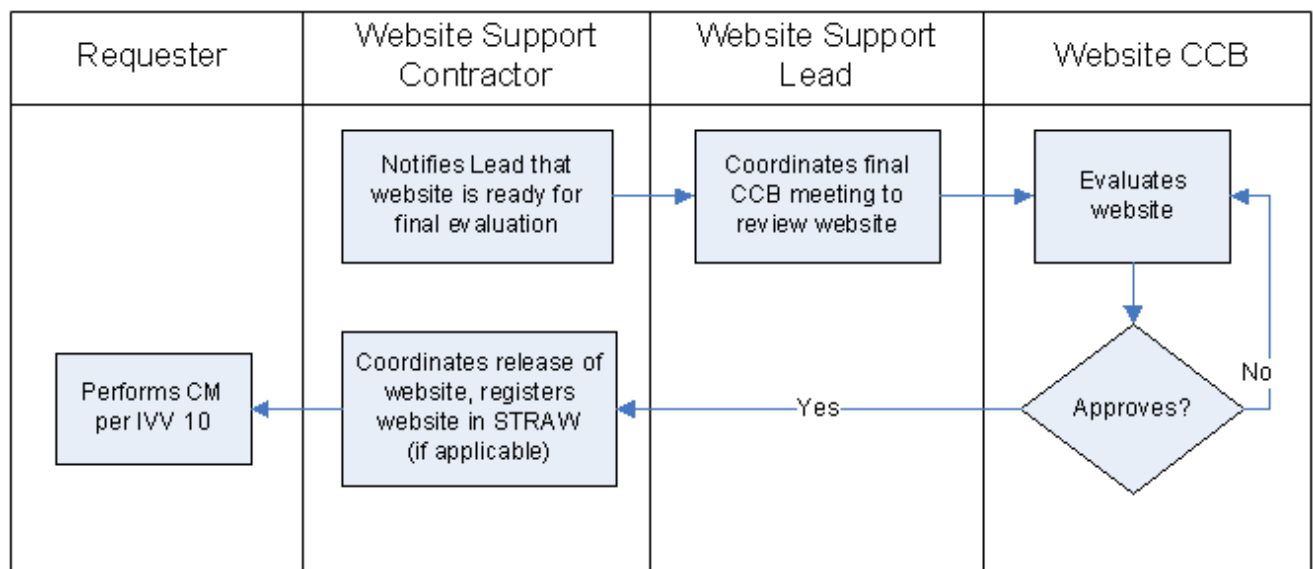 Requester
Website Support
Contractor
Website Support
Lead
Website CCB
Notifies Lead that
website is ready for
final evaluation
Coordinates final
CCB meeting to
review website
Evaluates
website
Performs CM
per IVV 10
Coordinates release of
website, registers
website in STRAW
(if applicable)
Yes
Approves?
No